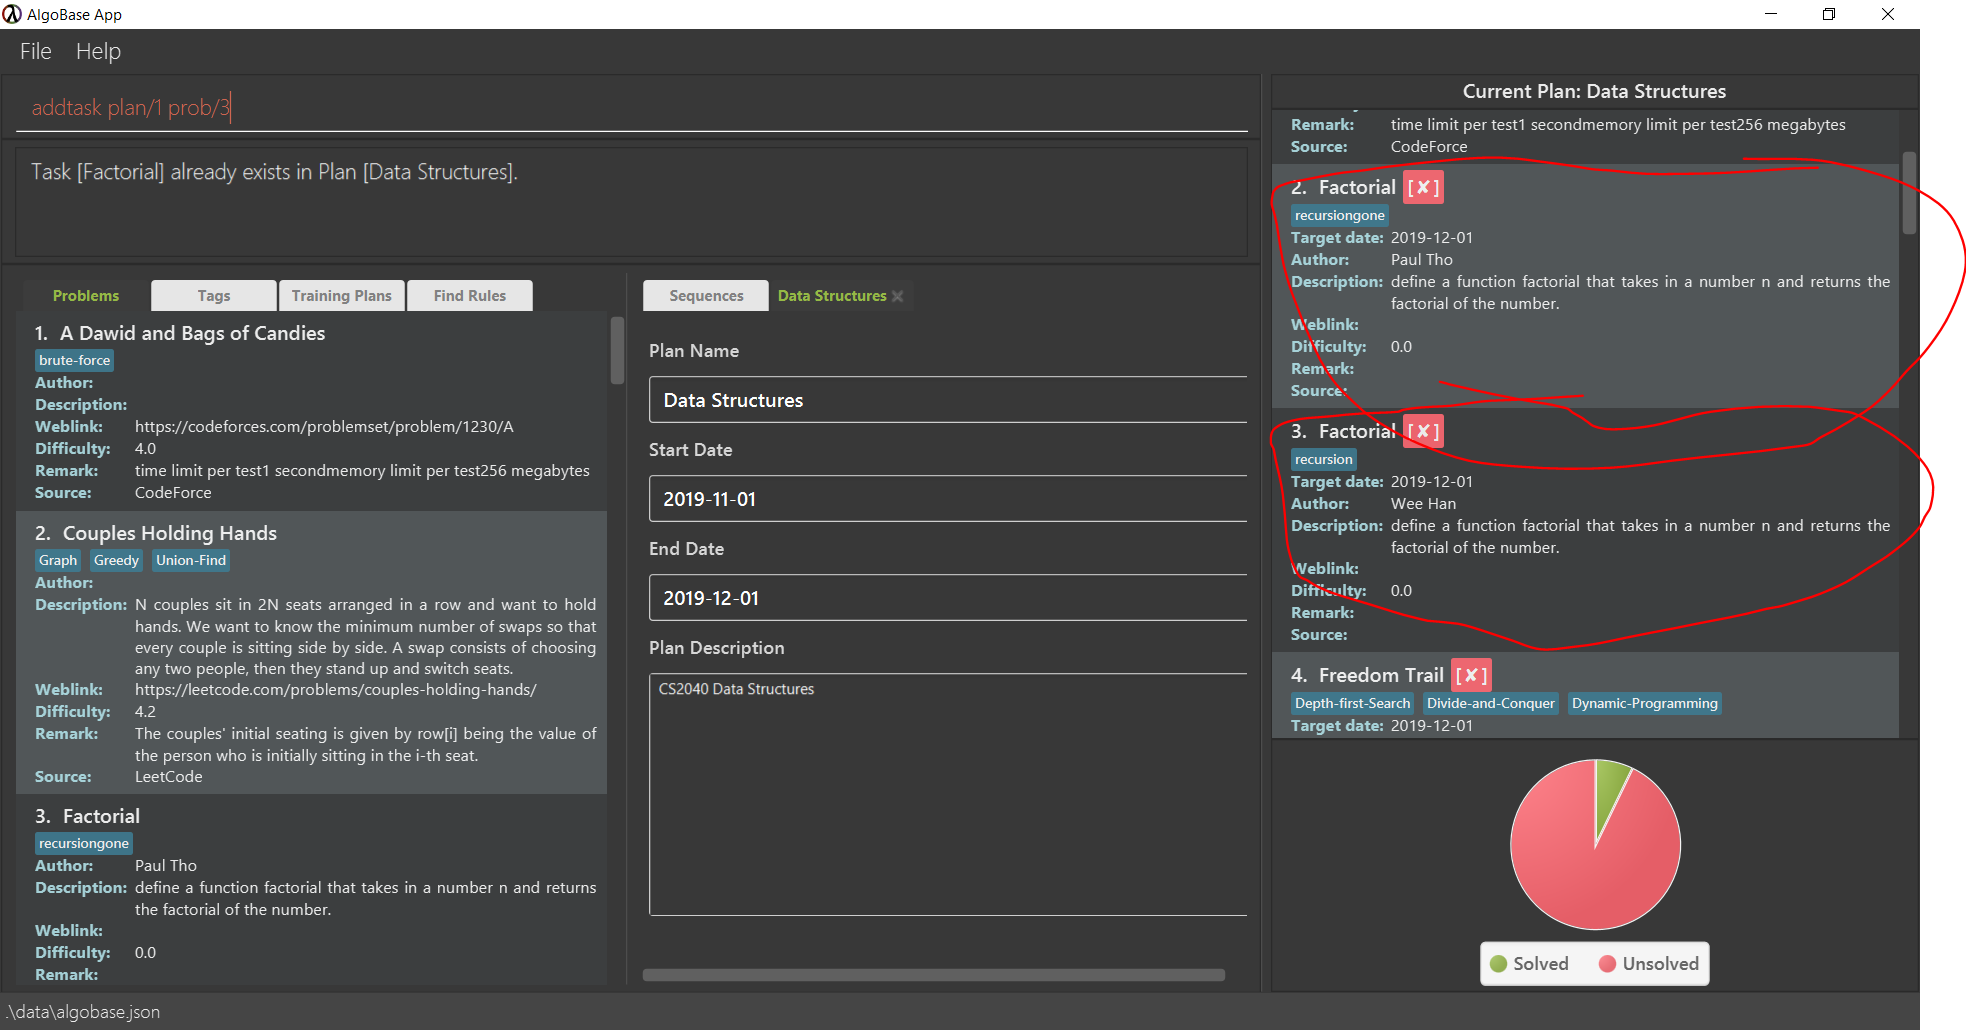 AlgoBase App
File Help
addtask plan/1 prob/3
Task [Factorial] already exists in Plan [Data Structures].
Problems Tags Training Plans Find Rules
1. A Dawid and Bags of Candies
brute-force
Author:
Description:
Weblink: https://codeforces.com/problemset/problem/1230/A
Difficulty: 4.0
Remark: time limit per test1 secondmemory limit per test256 megabytes
Source: CodeForce
2. Couples Holding Hands
Graph Greedy Union-Find
Author:
Description: N couples sit in 2N seats arranged in a row and want to hold
hands. We want to know the minimum number of swaps so that
every couple is sitting side by side. A swap consists of choosing
any two people, then they stand up and switch seats.
Weblink: https://leetcode.com/problems/couples-holding-hands/
Difficulty: 4.2
Remark: The couples' initial seating is given by row[i] being the value of
the person who is initially sitting in the i-th seat.
Source: LeetCode
3. Factorial
recursiongone
Author: Paul Tho
Description: define a function factorial that takes in a number n and returns
the factorial of the number.
Weblink:
Difficulty: 0.0
Remark:
Sequences Data Structures
Plan Name
Data Structures
Start Date
2019-11-01
End Date
2019-12-01
Plan Description
CS2040 Data Structures
Current Plan: Data Structures
Remark: time limit per test1 secondmemory limit per test256 megabytes
Source: CodeForce
2. Factorial [✘]
recursiongone
Target date: 2019-12-01
Author: Paul Tho
Description: define a function factorial that takes in a number n and returns the
factorial of the number.
Weblink:
Difficulty: 0.0
Remark:
Source:
3. Factorial [✘]
recursion
Target date: 2019-12-01
Author: Wee Han
Description: define a function factorial that takes in a number n and returns the
factorial of the number.
Weblink:
Difficulty: 0.0
Remark:
Source:
4. Freedom Trail [✘]
Depth-first-Search Divide-and-Conquer Dynamic-Programming
Target date: 2019-12-01
Solved Unsolved
.\data\algobase.json